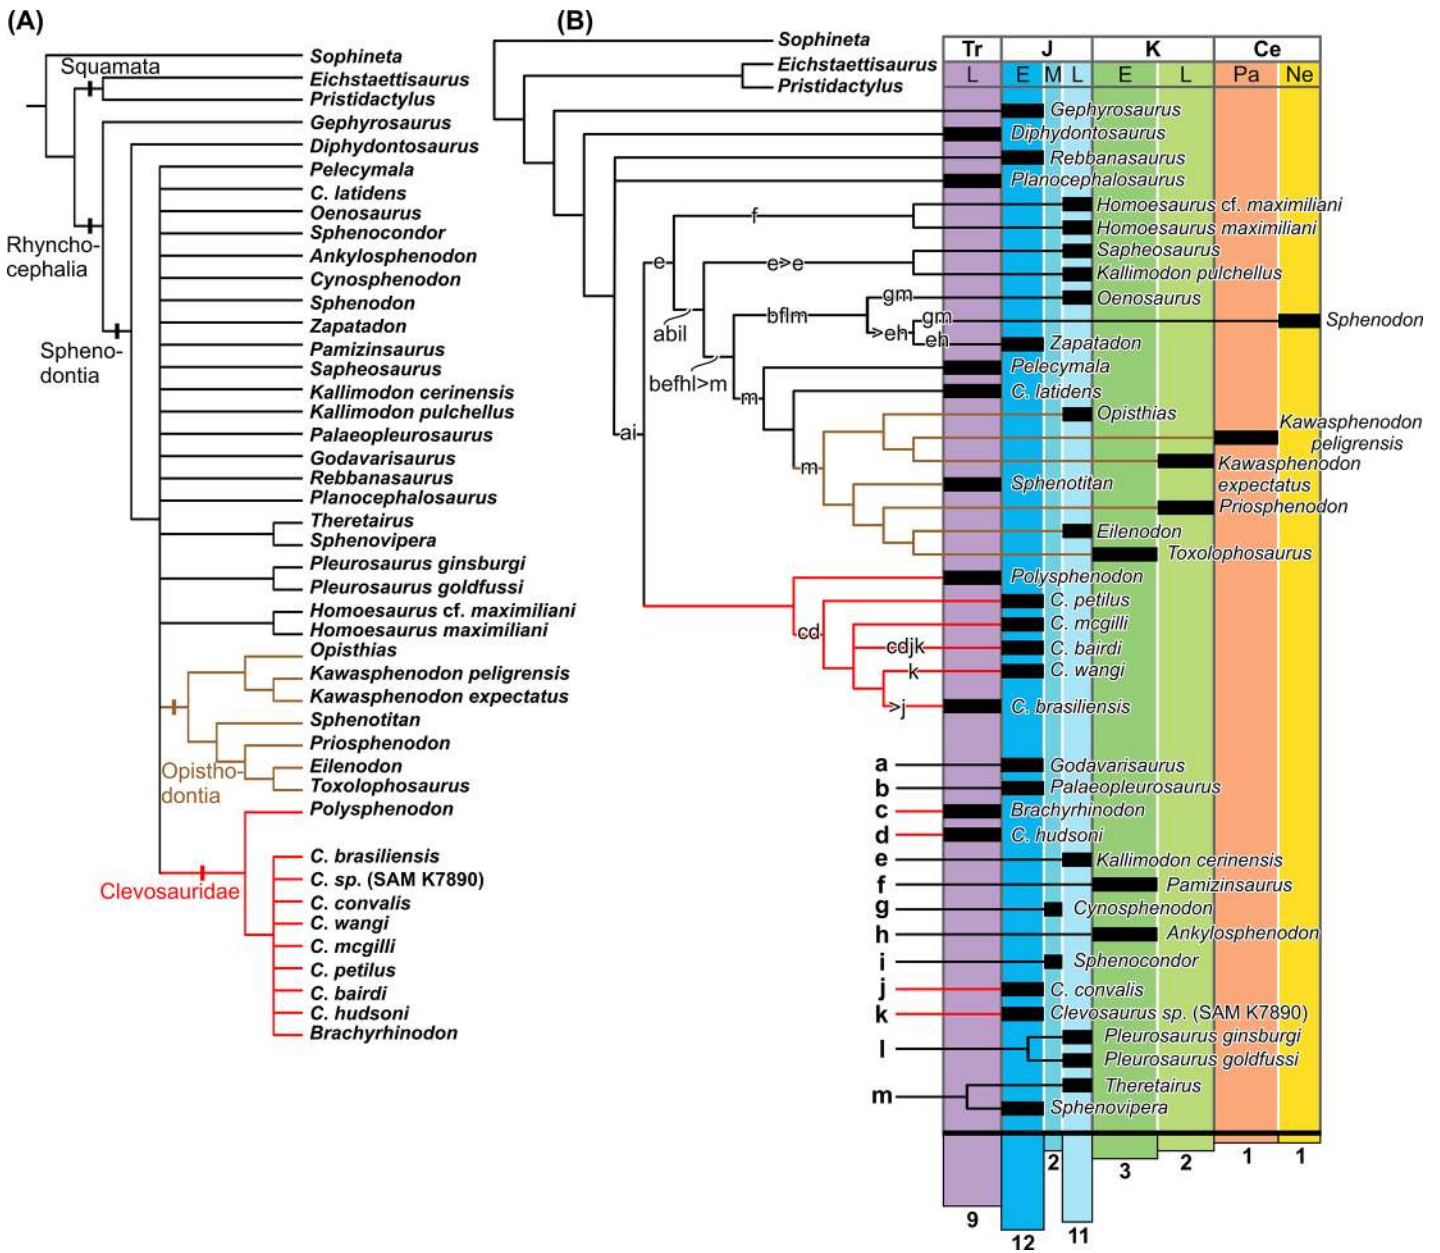 (A)
Sophineta
Squamata
Eichstaettisaurus
Pristidactylus
Gephyrosaurus
Diphydontosaurus
Pelecymala
C. latidens
Oenosaurus
Sphenocondor
Rhyncho-
cephalia
Ankylosphenodon
Cynosphenodon
Sphenodon
Zapatadon
Spheno-
dontia
Pamizinsaurus
Sapheosaurus
Kallimodon cerinensis
Kallimodon pulchellus
Palaeopleurosaurus
Godavarisaurus
Rebbanasaurus
Planocephalosaurus
Theretairus
Sphenovipera
Pleurosaurus ginsburgi
Pleurosaurus goldfussi
Homoesaurus cf. maximiliani
Homoesaurus maximiliani
Opisthias
Kawasphenodon peligrensis
Kawasphenodon expectatus
Sphenotitan
Priosphenodon
Opistho-
dontia
Eilenodon
Toxolophosaurus
Polysphenodon
C. brasiliensis
C. sp. (SAM K7890)
Clevosauridae
C. convalis
C. wangi
C. mcgilli
C. petilus
C. bairdi
C. hudsoni
Brachyrhinodon
(B)
Sophineta
Eichstaettisaurus
Pristidactylus
Tr J K Ce
L E M L E L Pa Ne
Gephyrosaurus
Diphydontosaurus
Rebbanasaurus
Planocephalosaurus
Homoesaurus cf. maximiliani
f
Homoesaurus maximiliani
Sapheosaurus
e e>e
Kallimodon pulchellus
gm Oenosaurus
bflm
gm Sphenodon
abil
>eh
eh Zapatadon
Pelecymala
befhl>m
C. latidens
m
Opisthias
ai
Kawasphenodon
peligrensis
Kawasphenodon
expectatus
m
Sphenotitan
Priosphenodon
Eilenodon
Toxolophosaurus
Polysphenodon
C. petilus
C. mcgilli
cd
cdjk C. bairdi
k C. wangi
>j C. brasiliensis
a Godavarisaurus
b Palaeopleurosaurus
c Brachyrhinodon
d C. hudsoni
e Kallimodon cerinensis
f Pamizinsaurus
g Cynosphenodon
h Ankylosphenodon
i Sphenocondor
j C. convalis
k Clevosaurus sp. (SAM K7890)
Pleurosaurus ginsburgi
l
Pleurosaurus goldfussi
Theretairus
m
Sphenovipera
2 3 2 1 1
9 12 11